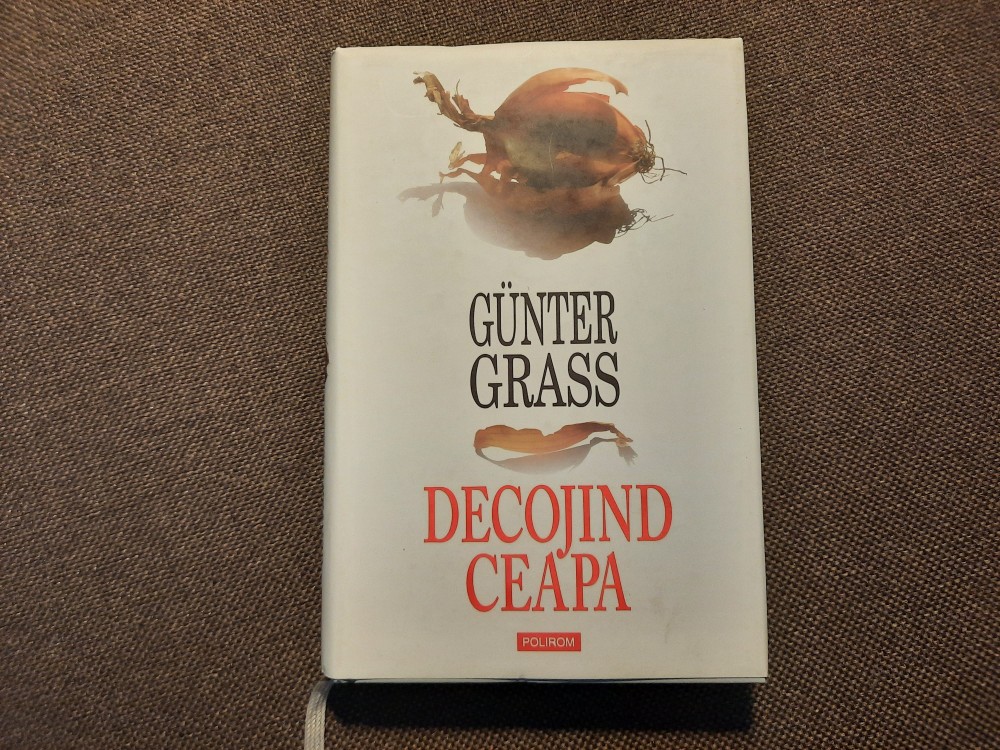 GÜNTER
GRASS
DECOJIND
CEAPA
POLIROM